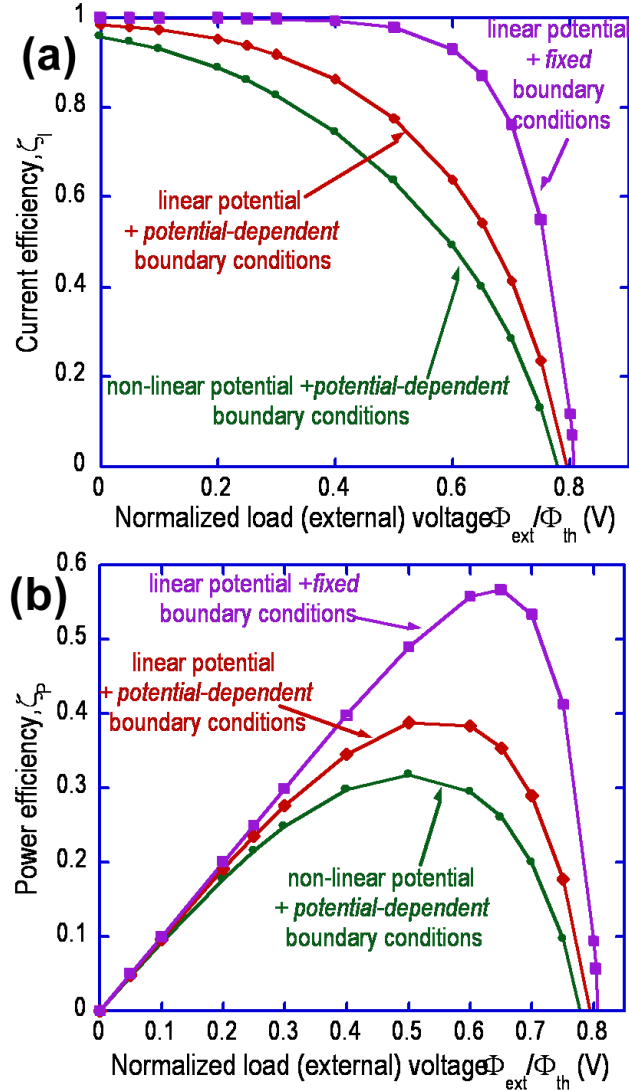 (a)
1
0.8
0.6
0.4
0.2
0
Current efficiency, ζI
linear potential
+ fixed
boundary
conditions
linear potential
+ potential-dependent
boundary conditions
non-linear potential +potential-dependent
boundary conditions
0 0.2 0.4 0.6 0.8
Normalized load (external) voltageΦext/Φth (V)
(b)
0.6
0.5
0.4
0.3
0.2
0.1
0
Power efficiency, ζP
linear potential +fixed
boundary
conditions
linear potential
+ potential-dependent
boundary conditions
non-linear potential
+ potential-dependent
boundary conditions
0 0.1 0.2 0.3 0.4 0.5 0.6 0.7 0.8
Normalized load (external) voltageΦext/Φth (V)